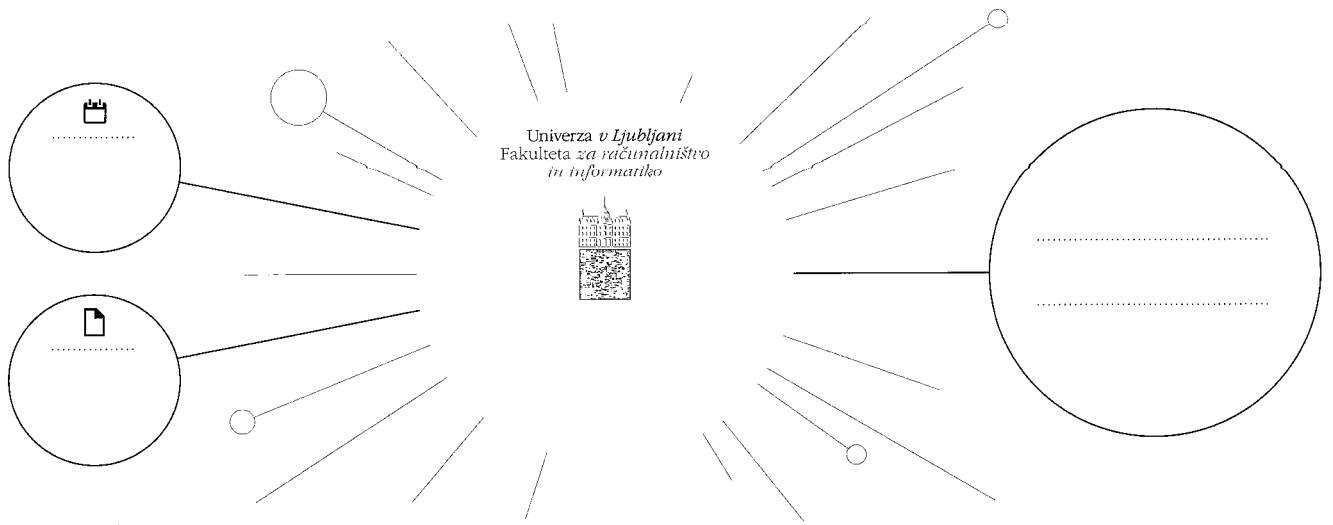 Univerza v Ljubljani
Fakulteta za računalništvo
in informatiko